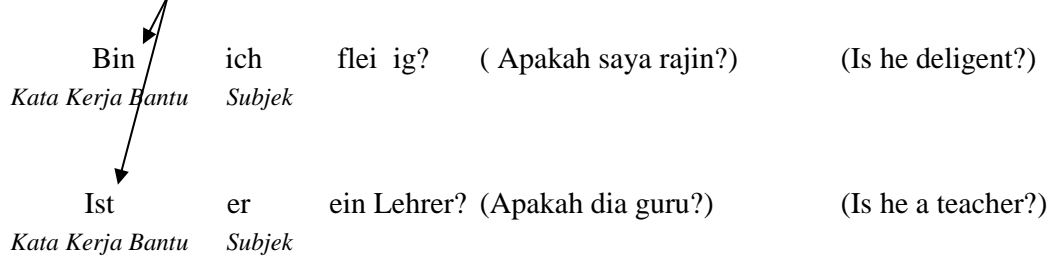 Bin ich flei ig? ( Apakah saya rajin?) (Is he deligent?)
Kata Kerja Bantu Subjek
Ist er ein Lehrer? (Apakah dia guru?) (Is he a teacher?)
Kata Kerja Bantu Subjek